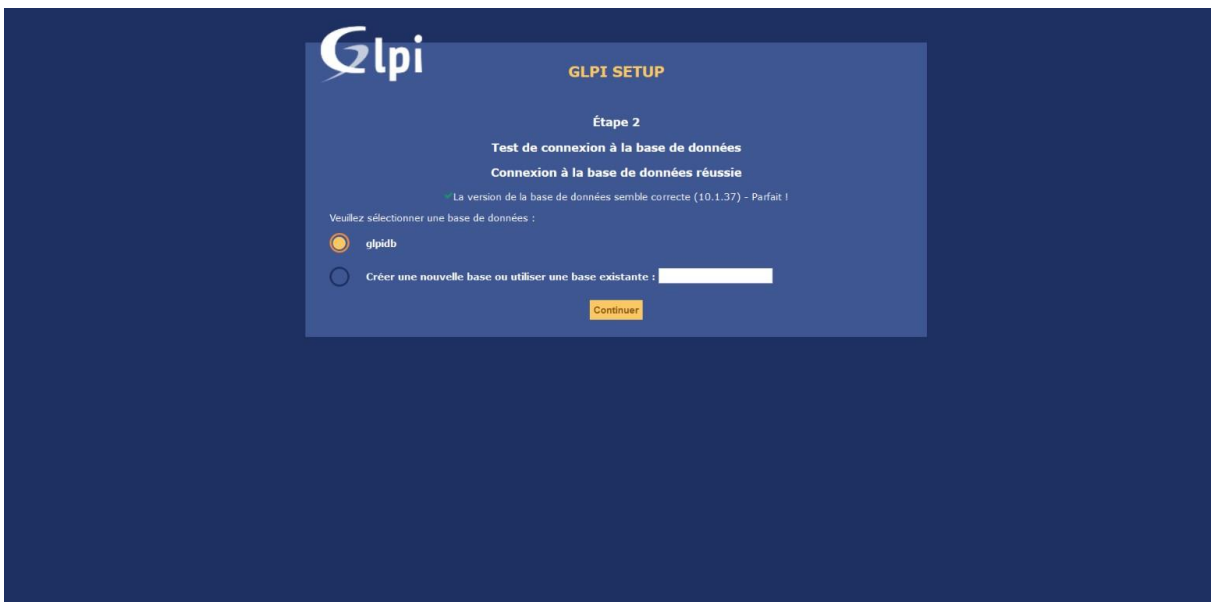 Glpi
GLPI SETUP
Étape 2
Test de connexion à la base de données
Connexion à la base de données réussie
La version de la base de données semble correcte (10.1.37) - Parfait !
Veuillez sélectionner une base de données :
glpidb
Créer une nouvelle base ou utiliser une base existante :
Continuer